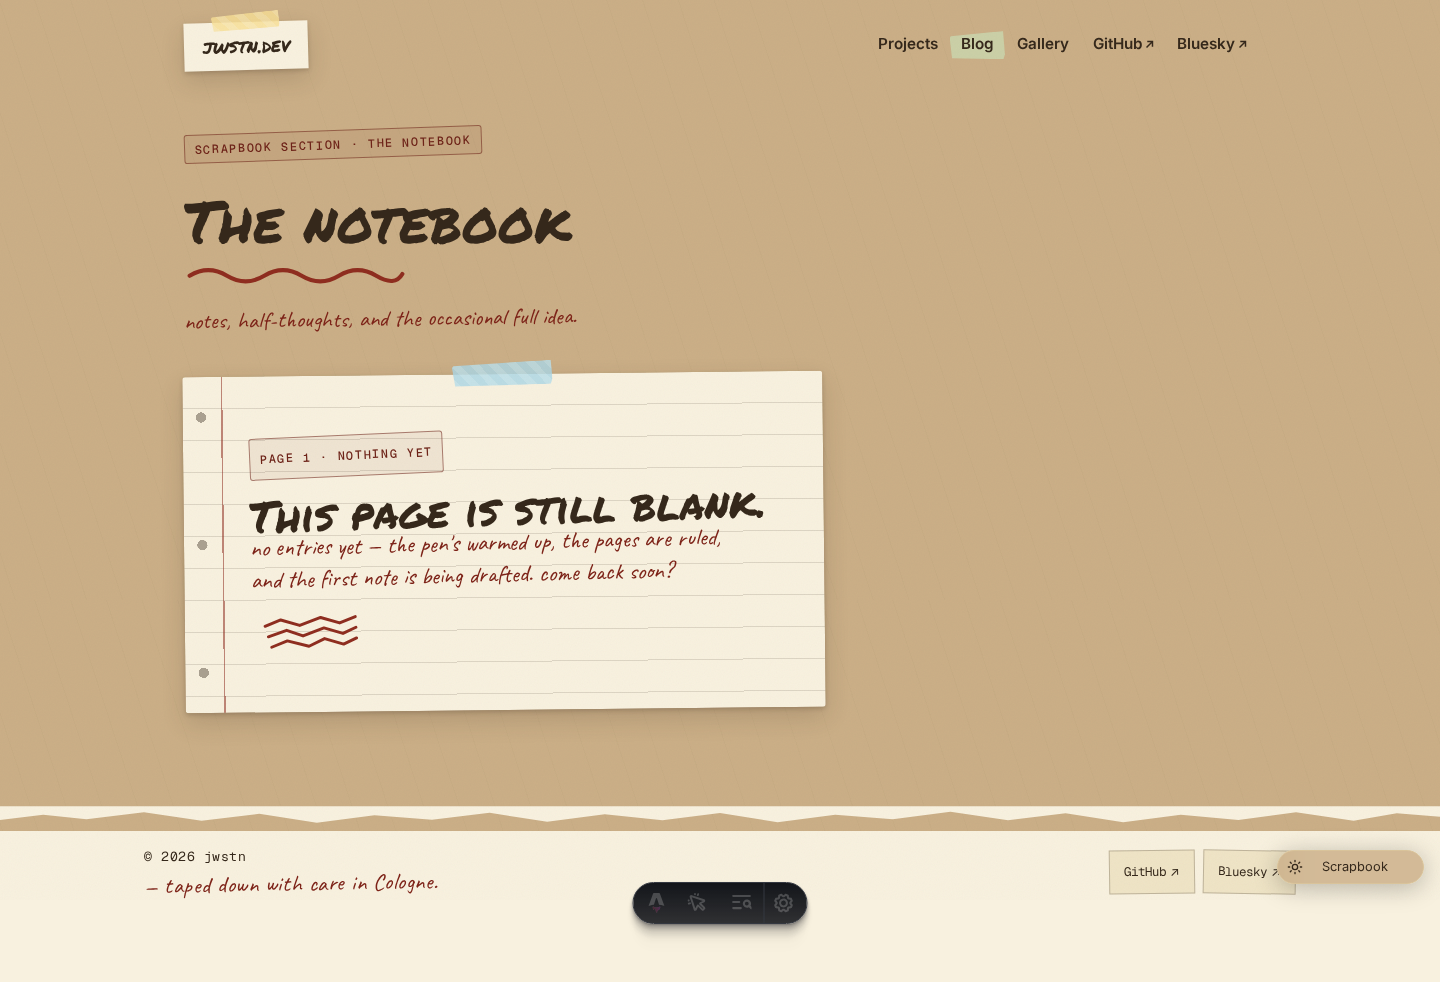 JWSTN.DEV
Projects Blog Gallery GitHub ↗ Bluesky ↗
SCRAPBOOK SECTION · THE NOTEBOOK
The notebook
notes, half-thoughts, and the occasional full idea.
PAGE 1 · NOTHING YET
This page is still blank.
no entries yet — the pen's warmed up, the pages are ruled,
and the first note is being drafted. come back soon?
© 2026 jwstn
— taped down with care in Cologne.
GitHub ↗ Bluesky ↗ Scrapbook